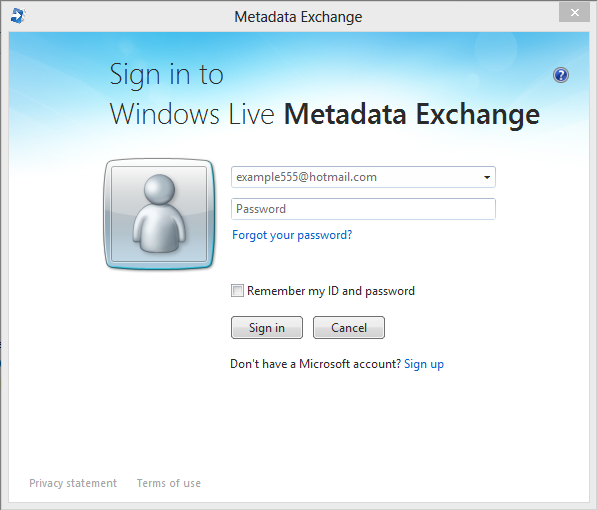 Metadata Exchange
Sign in to
Windows Live Metadata Exchange
example555@hotmail.com
Password
Forgot your password?
Remember my ID and password
Sign in Cancel
Don't have a Microsoft account? Sign up
Privacy statement Terms of use